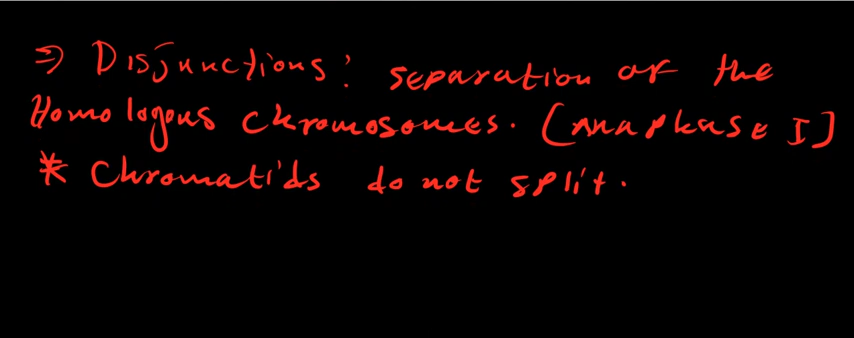 ⇒ Disjunctions: separation of the
Homologous chromosomes. (Anaphase I)
* Chromatids do not split.